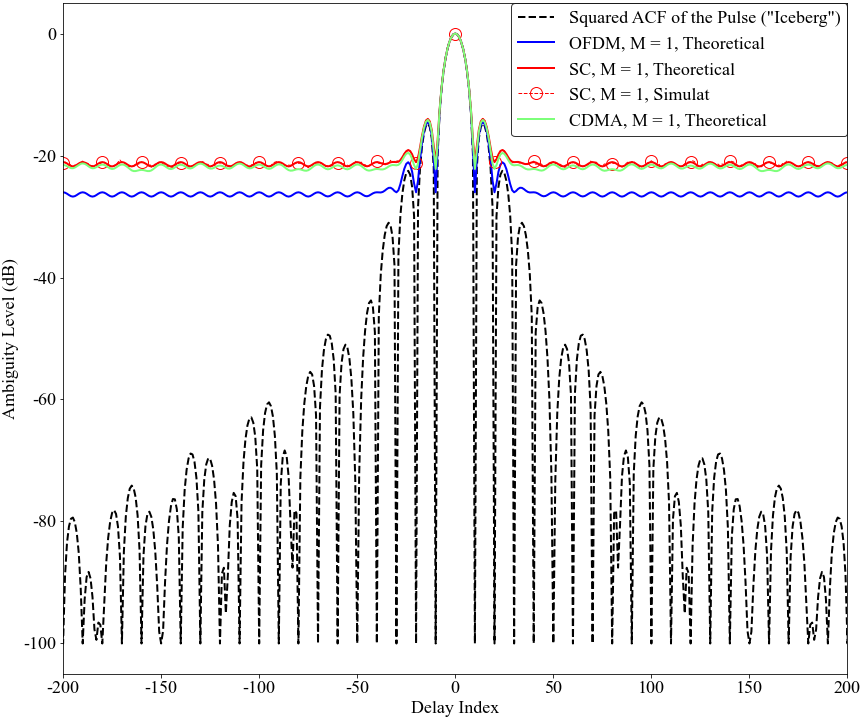 Squared ACF of the Pulse ("Iceberg")
OFDM, M = 1, Theoretical
SC, M = 1, Theoretical
SC, M = 1, Simulat
CDMA, M = 1, Theoretical
Ambiguity Level (dB)
0
-20
-40
-60
-80
-100
-200 -150 -100 -50 0 50 100 150 200
Delay Index